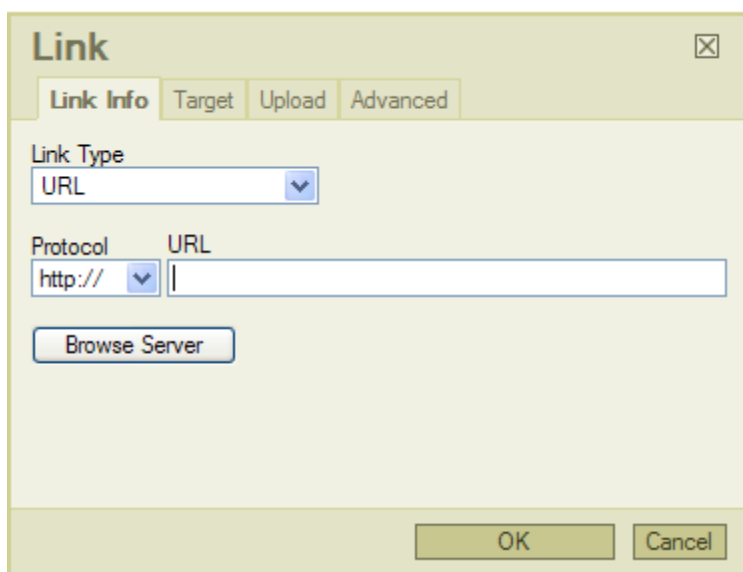 Link
Link Info Target Upload Advanced
Link Type
URL
Protocol URL
http://
Browse Server
OK Cancel